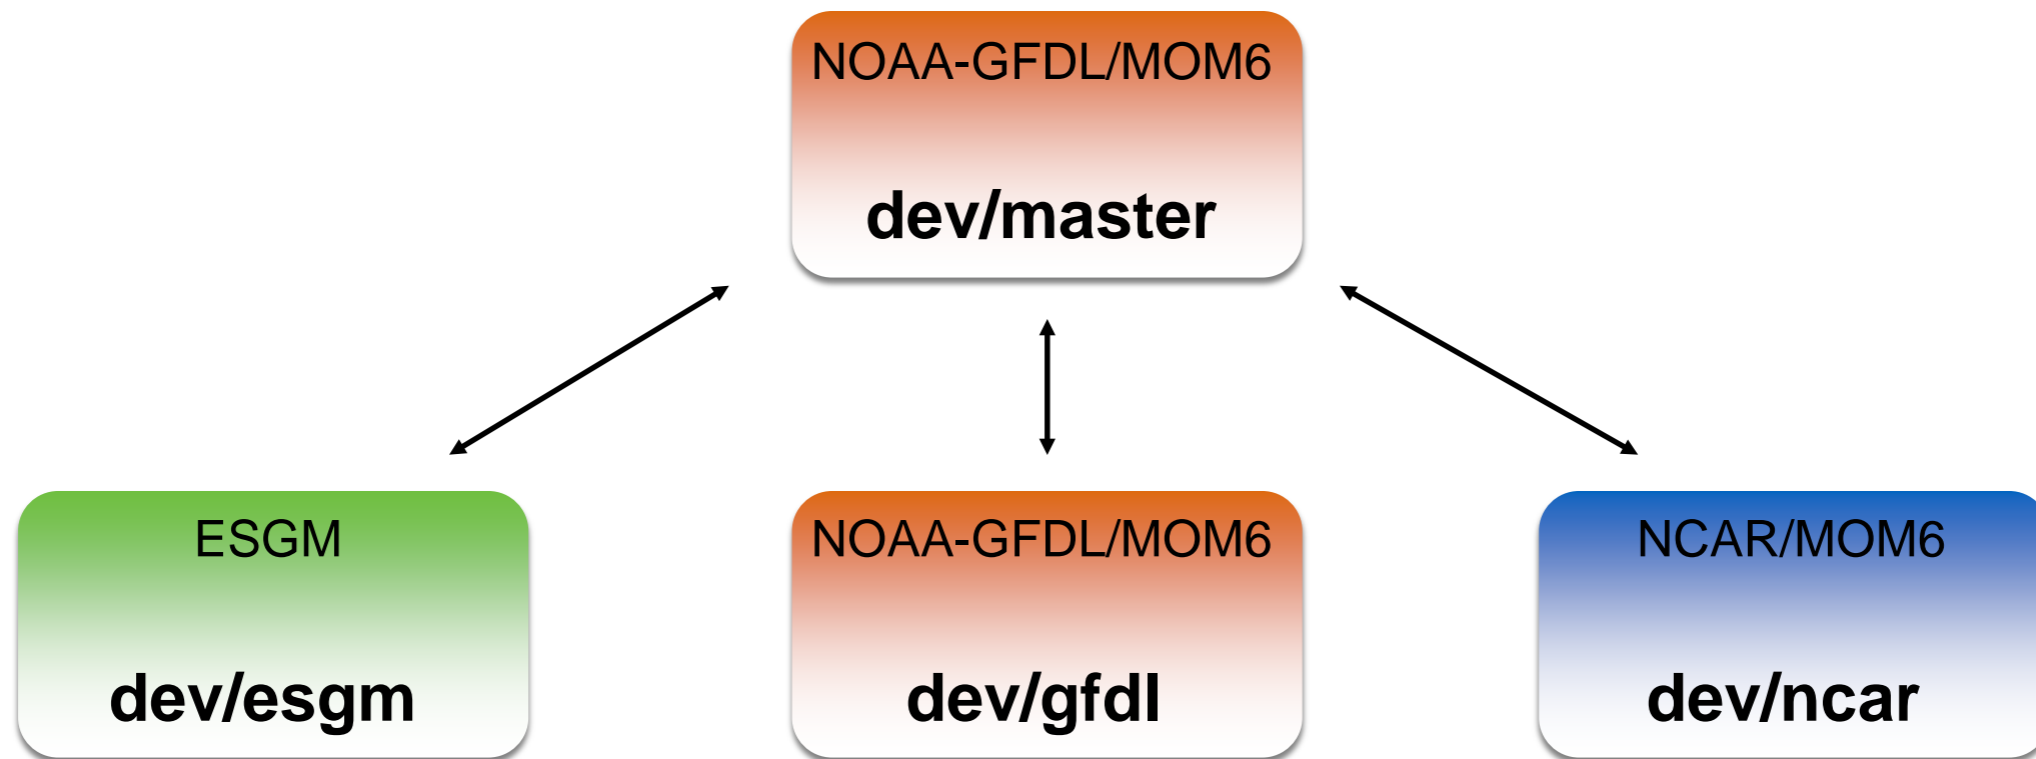 NOAA-GFDL/MOM6
dev/master
ESGM
dev/esgm
NOAA-GFDL/MOM6
dev/gfdl
NCAR/MOM6
dev/ncar